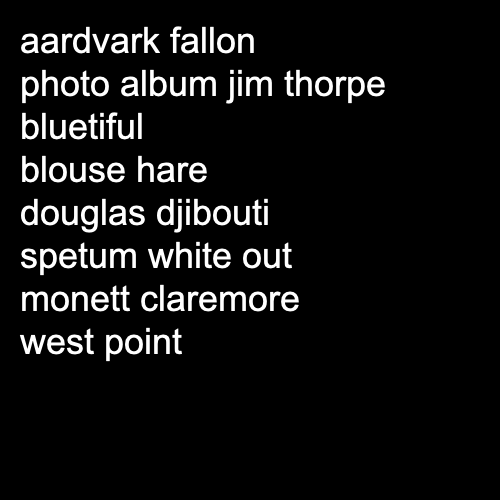 aardvark fallon
photo album jim thorpe
bluetiful
blouse hare
douglas djibouti
spetum white out
monett claremore
west point